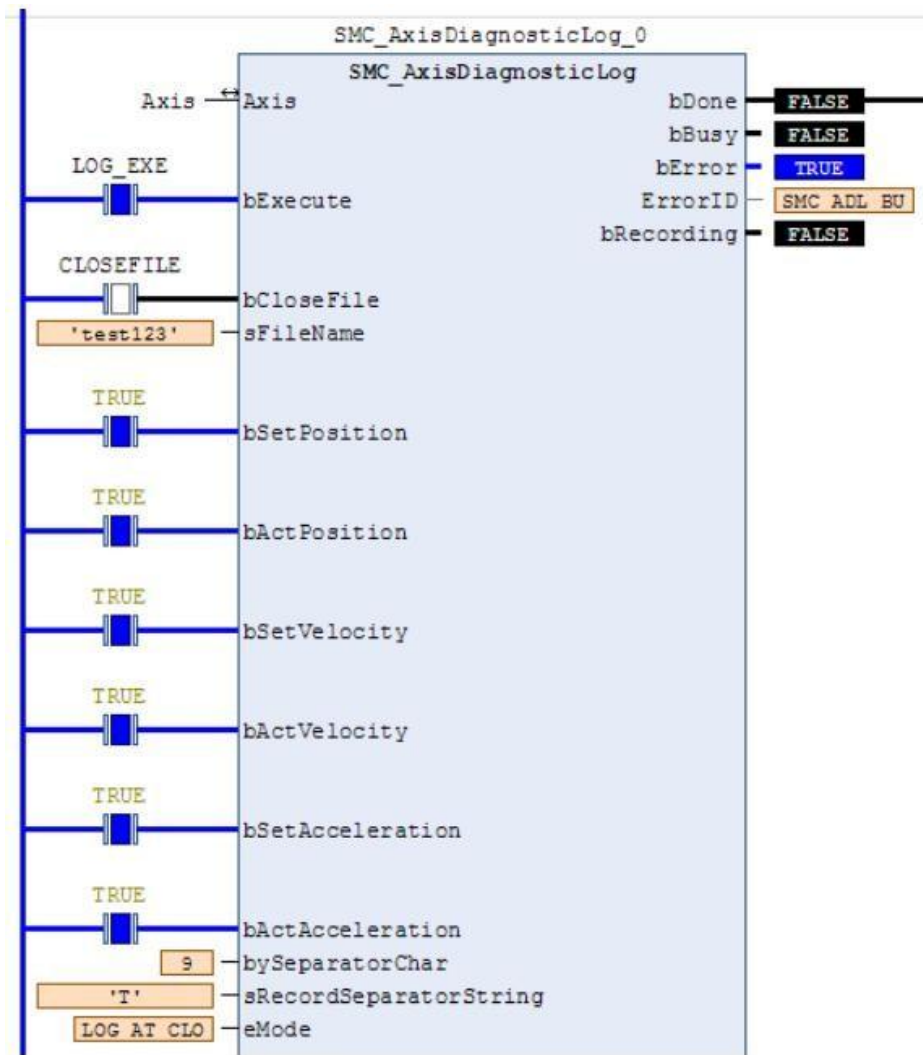 SMC_AxisDiagnosticLog_0
SMC_AxisDiagnosticLog
Axis Axis bDone FALSE
bBusy FALSE
LOG_EXE bError TRUE
bExecute ErrorID SMC ADL BU
bRecording FALSE
CLOSEFILE
bCloseFile
'test123' sFileName
TRUE
bSetPosition
TRUE
bActPosition
TRUE
bSetVelocity
TRUE
bActVelocity
TRUE
bSetAcceleration
TRUE
bActAcceleration
9 bySeparatorChar
'T' sRecordSeparatorString
LOG AT CLO eMode